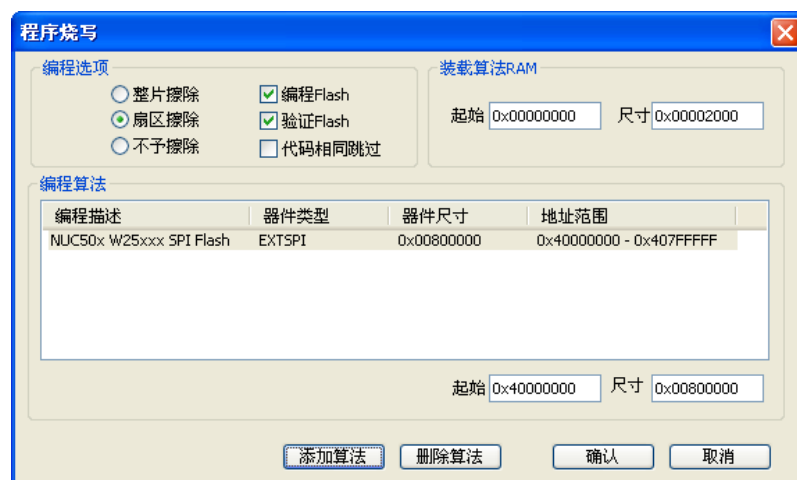 程序烧写
编程选项
整片擦除
编程Flash
扇区擦除
验证Flash
不予擦除
代码相同跳过
装载算法RAM
起始 0x00000000 尺寸 0x00002000
编程算法
编程描述 器件类型 器件尺寸 地址范围
NUC50x W25xxx SPI Flash EXTSPI 0x00800000 0x40000000 - 0x407FFFFF
起始 0x40000000 尺寸 0x00800000
添加算法 删除算法 确认 取消